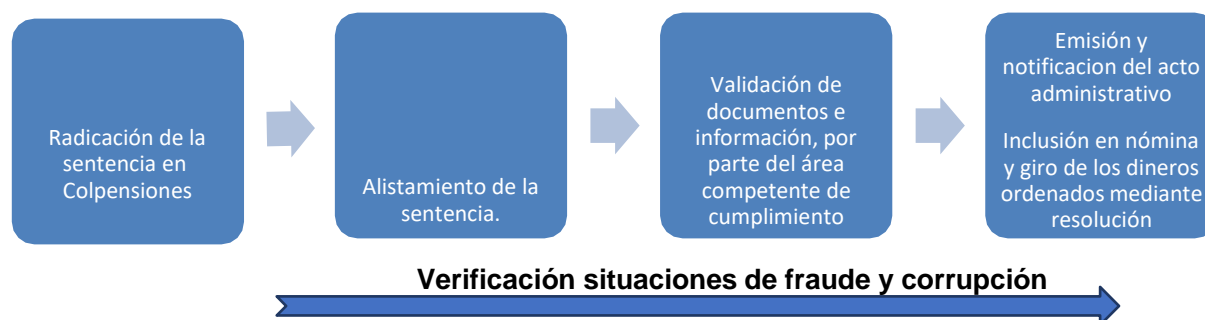 Radicación de la
sentencia en
Colpensiones
Alistamiento de la
sentencia.
Validación de
documentos e
información, por
parte del área
competente de
cumplimiento
Emisión y
notificacion del acto
administrativo
Inclusión en nómina
y giro de los dineros
ordenados mediante
resolución
Verificación situaciones de fraude y corrupción